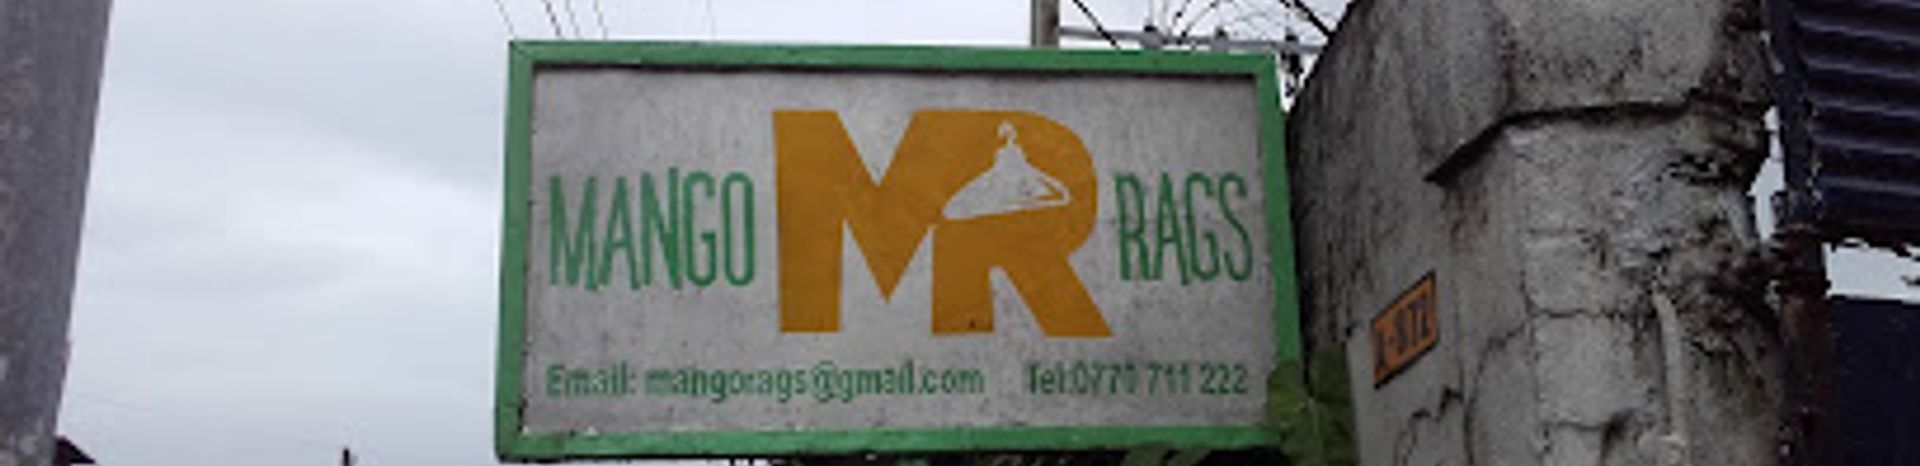 MANGO MR RAGS
Email: mangorags@gmail.com Tel:0770 711 222